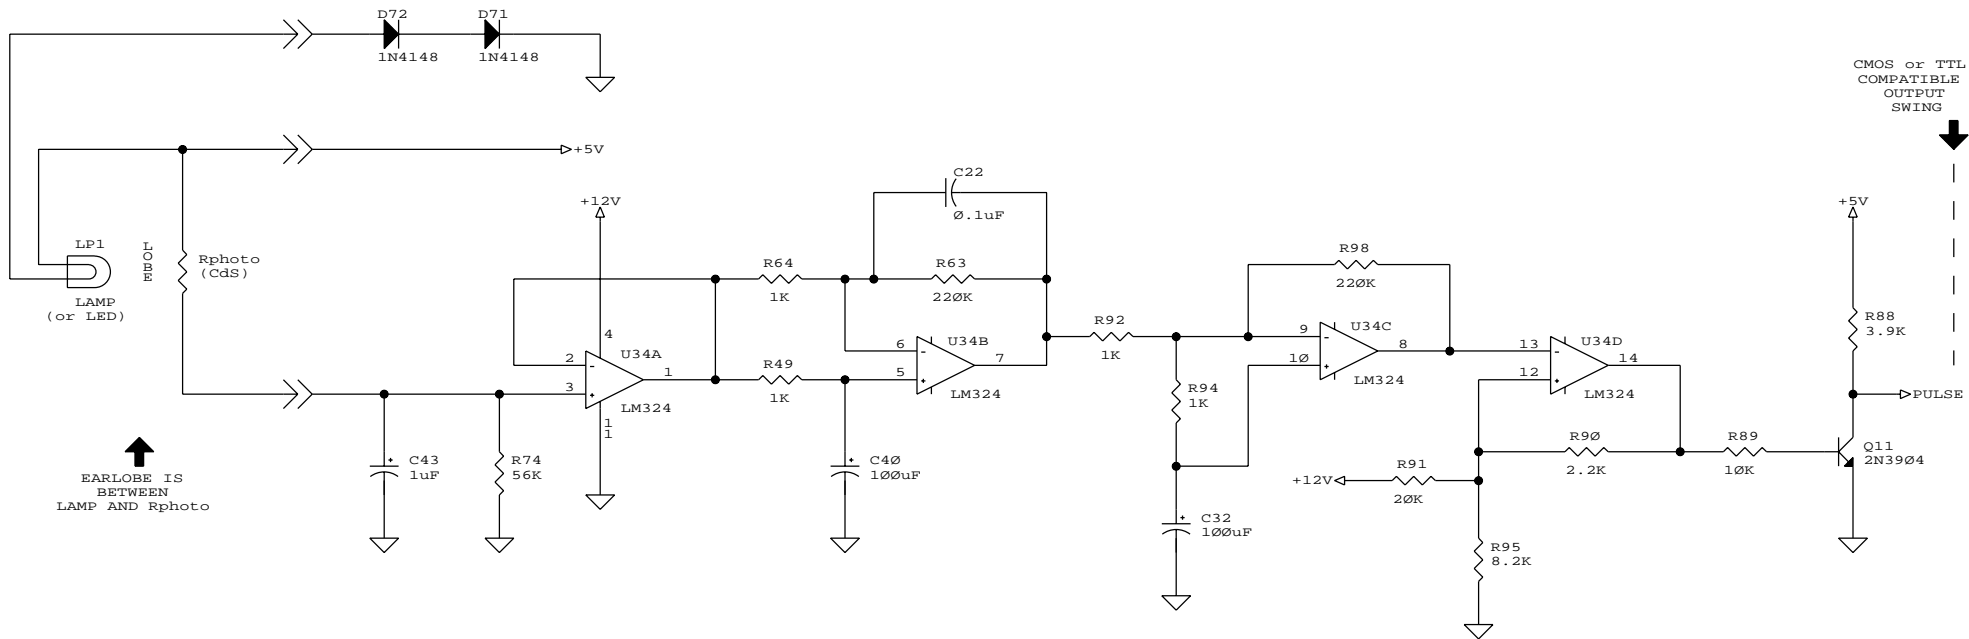 D72
1N4148
D71
1N4148
CMOS or TTL
COMPATIBLE
OUTPUT
SWING
+5V
C22
Ø.1uF
+12V
+5V
LP1
LAMP
(or LED)
LOBE
Rphoto
(CdS)
R64
1K
R63
22ØK
R98
22ØK
R88
3.9K
4
2
3
1
11
-
+
U34A
LM324
R49
1K
6
5
7
-
+
U34B
LM324
R92
1K
R94
1K
9
1Ø
8
-
+
U34C
LM324
13
12
14
-
+
U34D
LM324
PULSE
EARLOBE IS
BETWEEN
LAMP AND Rphoto
+
C43
1uF
R74
56K
+
C4Ø
1ØØuF
+
C32
1ØØuF
+12V
R91
2ØK
R9Ø
2.2K
R89
1ØK
Q11
2N39Ø4
R95
8.2K